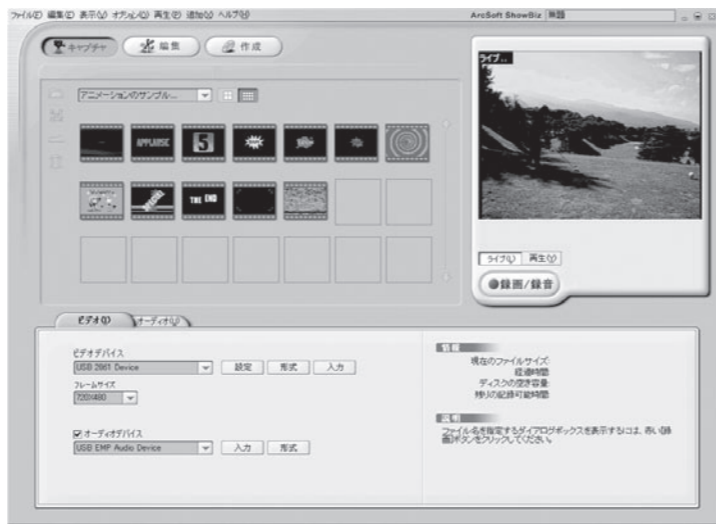 ファイル(F) 編集(E) 表示(V) オプション(O) 再生(P) 追加(A) ヘルプ(H)
ArcSoft ShowBiz [無題]
キャプチャ
編集
作成
アニメーションのサンプル...
APPLAUSE
5
THE END
ライブ..
ライブ(L)
再生(Y)
録画/録音
ビデオ(I)
オーディオ(U)
ビデオデバイス
USB 2861 Device
設定
形式
入力
フレームサイズ
720X480
オーディオデバイス
USB EMP Audio Device
入力
形式
情報
現在のファイルサイズ:
経過時間:
ディスクの空き容量:
残りの記録可能時間:
説明
ファイル名を指定するダイアログボックスを表示するには、赤い[録
画]ボタンをクリックしてください。